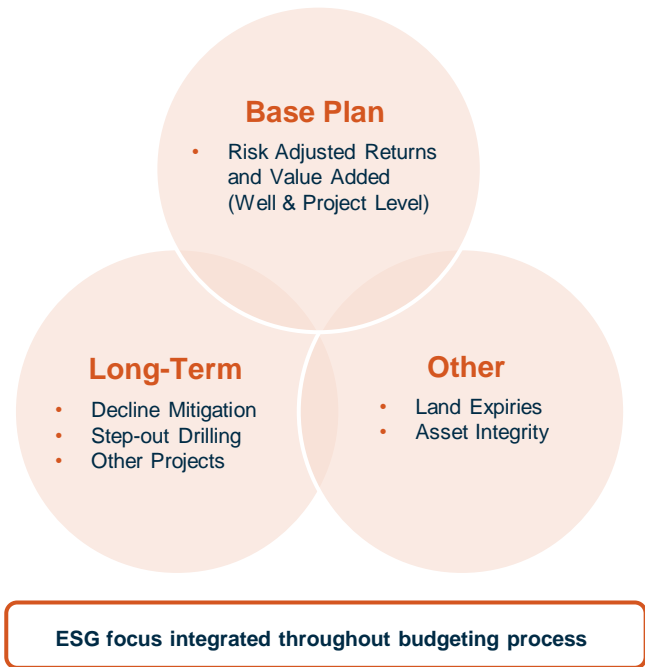 Base Plan
• Risk Adjusted Returns
and Value Added
(Well & Project Level)
Long-Term
• Decline Mitigation
• Step-out Drilling
• Other Projects
Other
• Land Expiries
• Asset Integrity
ESG focus integrated throughout budgeting process